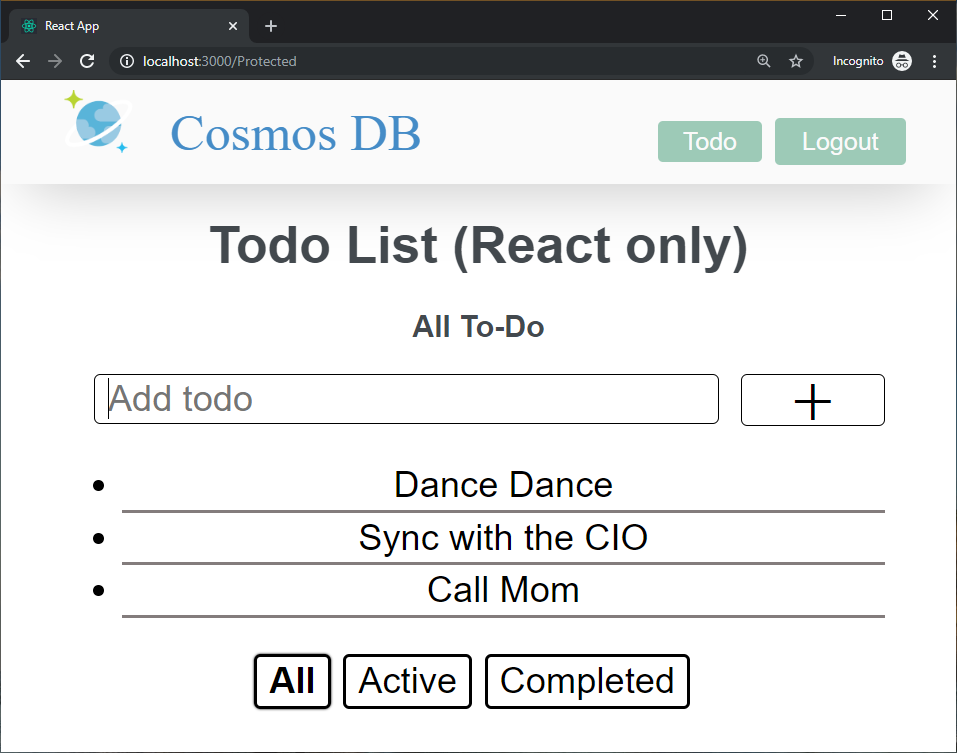 React App
localhost:3000/Protected
Incognito
Cosmos DB
Todo
Logout
Todo List (React only)
All To-Do
Add todo
Dance Dance
Sync with the CIO
Call Mom
All
Active
Completed